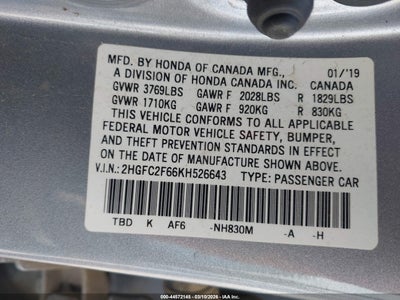 MFD. BY HONDA OF CANADA MFG., 01/'19
A DIVISION OF HONDA CANADA INC. CANADA
GVWR 3769LBS GAWR F 2028LBS R 1829LBS
GVWR 1710KG GAWR F 920KG R 830KG
THIS VEHICLE CONFORMS TO ALL APPLICABLE
FEDERAL MOTOR VEHICLE SAFETY, BUMPER,
AND THEFT PREVENTION STANDARDS IN EFFECT
ON THE DATE OF MANUFACTURE SHOWN ABOVE.
V.I.N.: 2HGFC2F66KH526643 TYPE: PASSENGER CAR
TBD K AF6 -NH830M -A -H
000-44572148 - 03/10/2026 - IAA